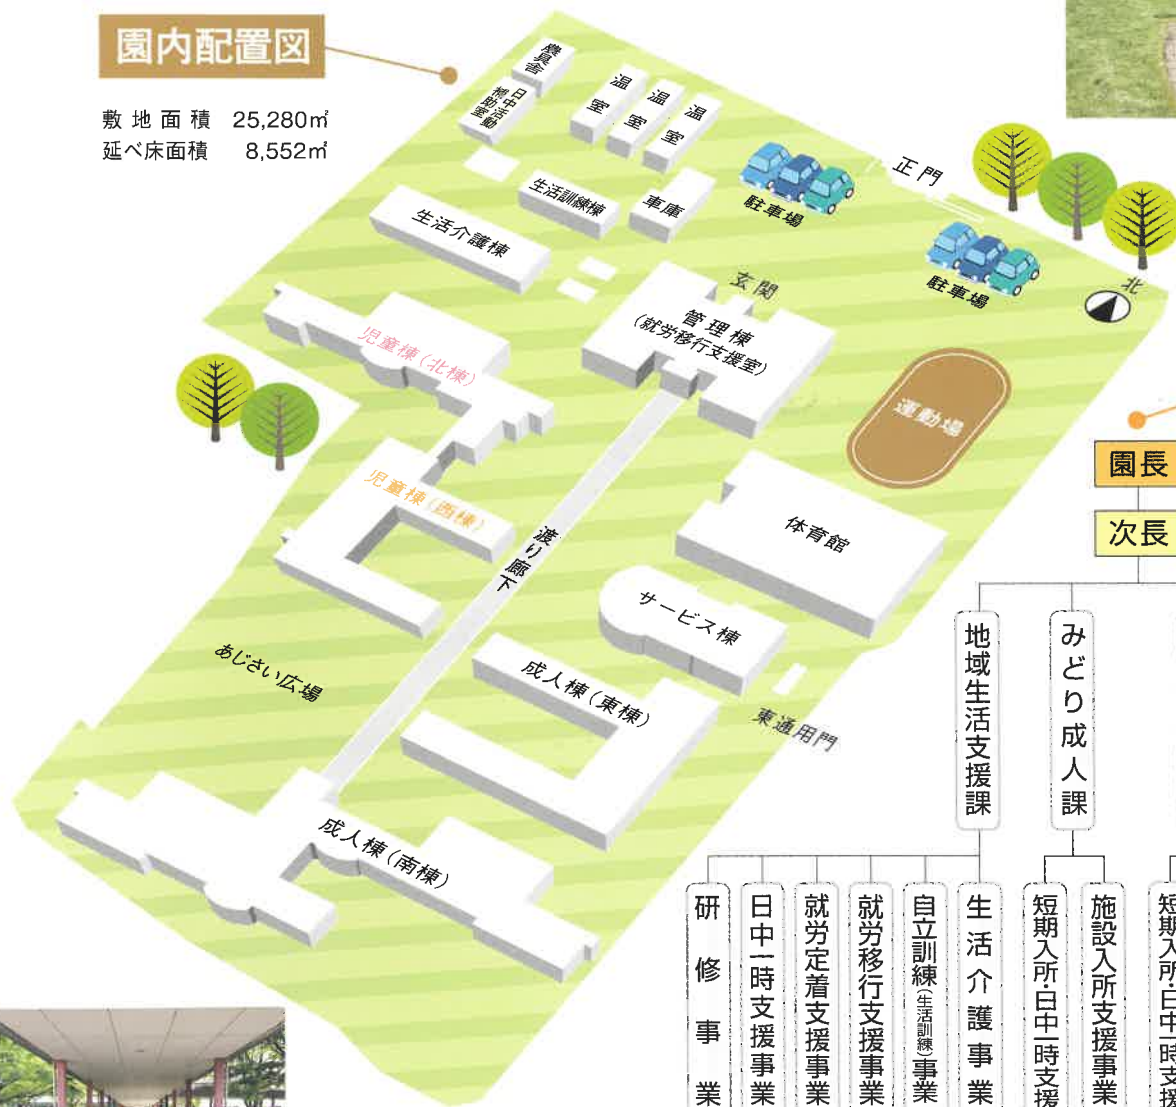 園内配置図
敷地面積 25,280㎡
延べ床面積 8,552㎡
農具舎
日中活動
補助室
温室
温室
温室
生活訓練棟
車庫
生活介護棟
駐車場
正門
駐車場
北
玄関
管理棟
(就労移行支援室)
児童棟(北棟)
運動場
児童棟(西棟)
渡り廊下
体育館
サービス棟
あじさい広場
成人棟(東棟)
東通用門
成人棟(南棟)
園長
次長
地域生活支援課
みどり成人課
研修事業
日中一時支援事業
就労定着支援事業
就労移行支援事業
自立訓練(生活訓練)事業
生活介護事業
短期入所・日中一時支援
施設入所支援事業
短期入所・日中一時支援